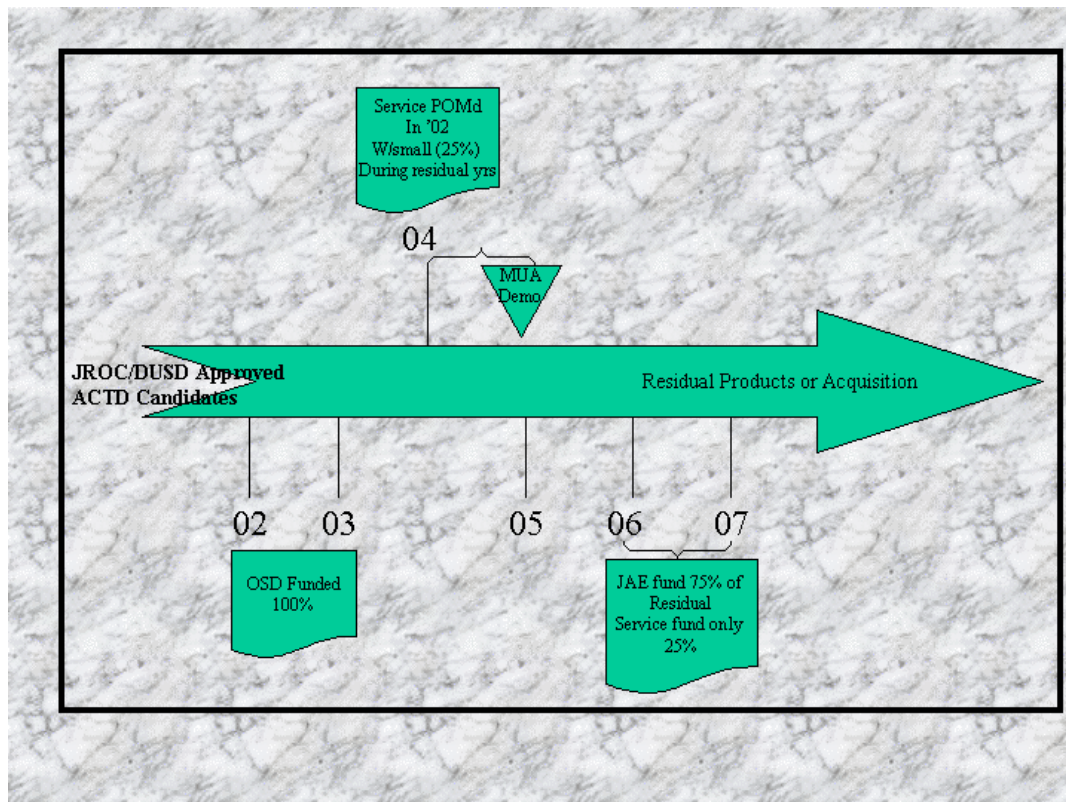 Service POMd
In ’02
W/small (25%)
During residual yrs
04
MUA
Demo
JROC/DUSD Approved
ACTD Candidates
Residual Products or Acquisition
02
03
05
06
07
OSD Funded
100%
JAE fund 75% of
Residual
Service fund only
25%